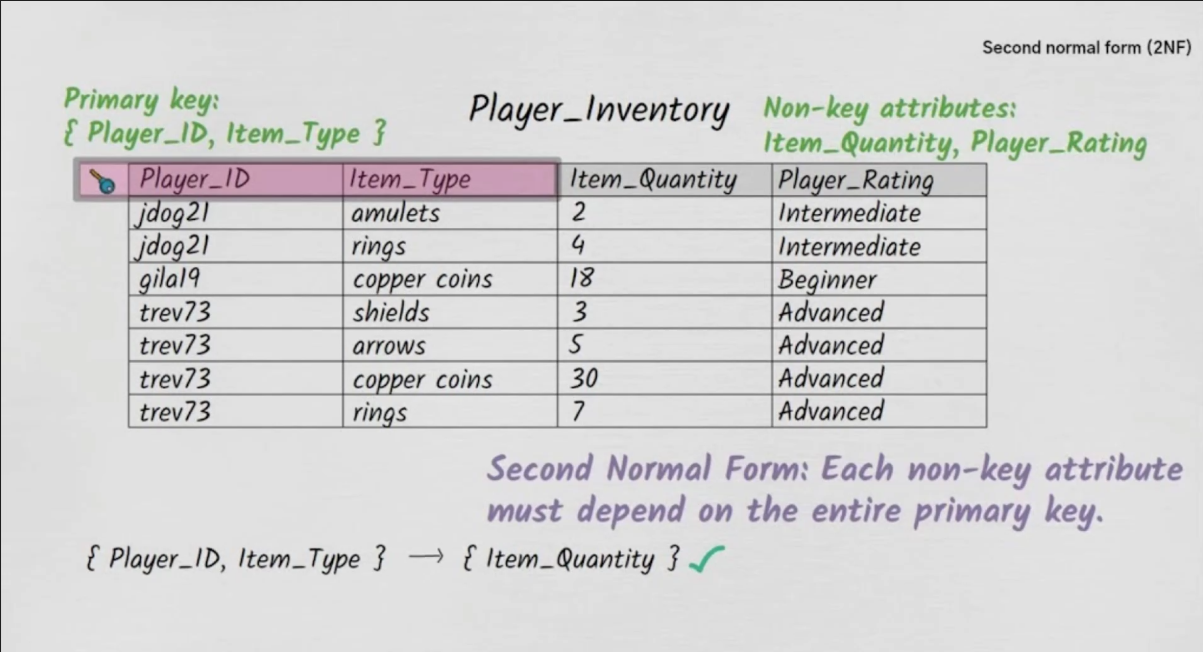 Second normal form (2NF)
Primary key:
{ Player_ID, Item_Type }
Player_Inventory
Non-key attributes:
Item_Quantity, Player_Rating
Player_ID Item_Type Item_Quantity Player_Rating
jdog21 amulets 2 Intermediate
jdog21 rings 4 Intermediate
gila19 copper coins 18 Beginner
trev73 shields 3 Advanced
trev73 arrows 5 Advanced
trev73 copper coins 30 Advanced
trev73 rings 7 Advanced
Second Normal Form: Each non-key attribute
must depend on the entire primary key.
{ Player_ID, Item_Type } → { Item_Quantity } ✓